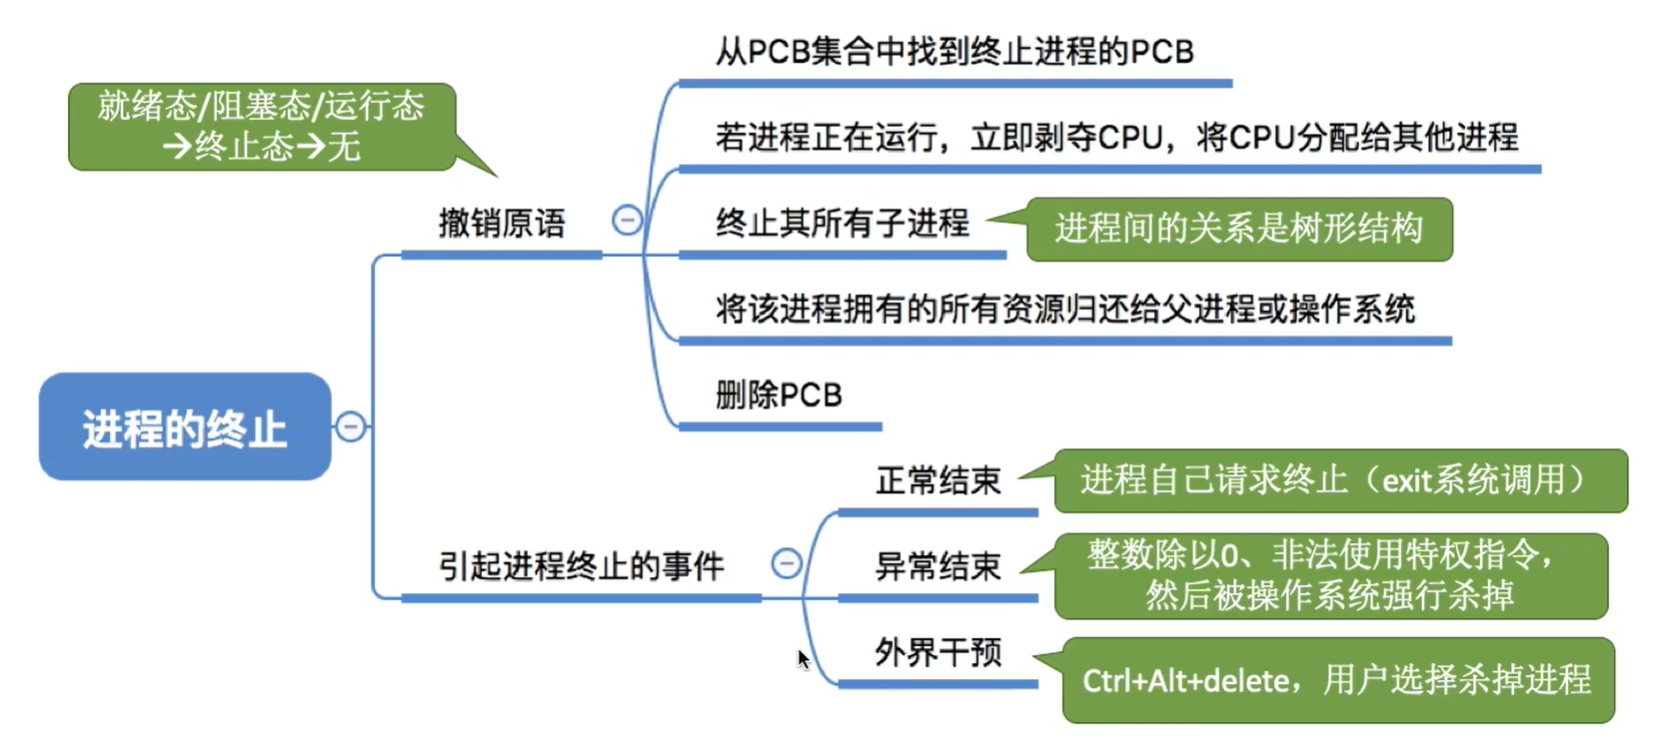 从PCB集合中找到终止进程的PCB
就绪态/阻塞态/运行态
→终止态→无
若进程正在运行，立即剥夺CPU，将CPU分配给其他进程
撤销原语
终止其所有子进程
进程间的关系是树形结构
将该进程拥有的所有资源归还给父进程或操作系统
删除PCB
进程的终止
正常结束
进程自己请求终止（exit系统调用）
引起进程终止的事件
异常结束
整数除以0、非法使用特权指令，
然后被操作系统强行杀掉
外界干预
Ctrl+Alt+delete，用户选择杀掉进程